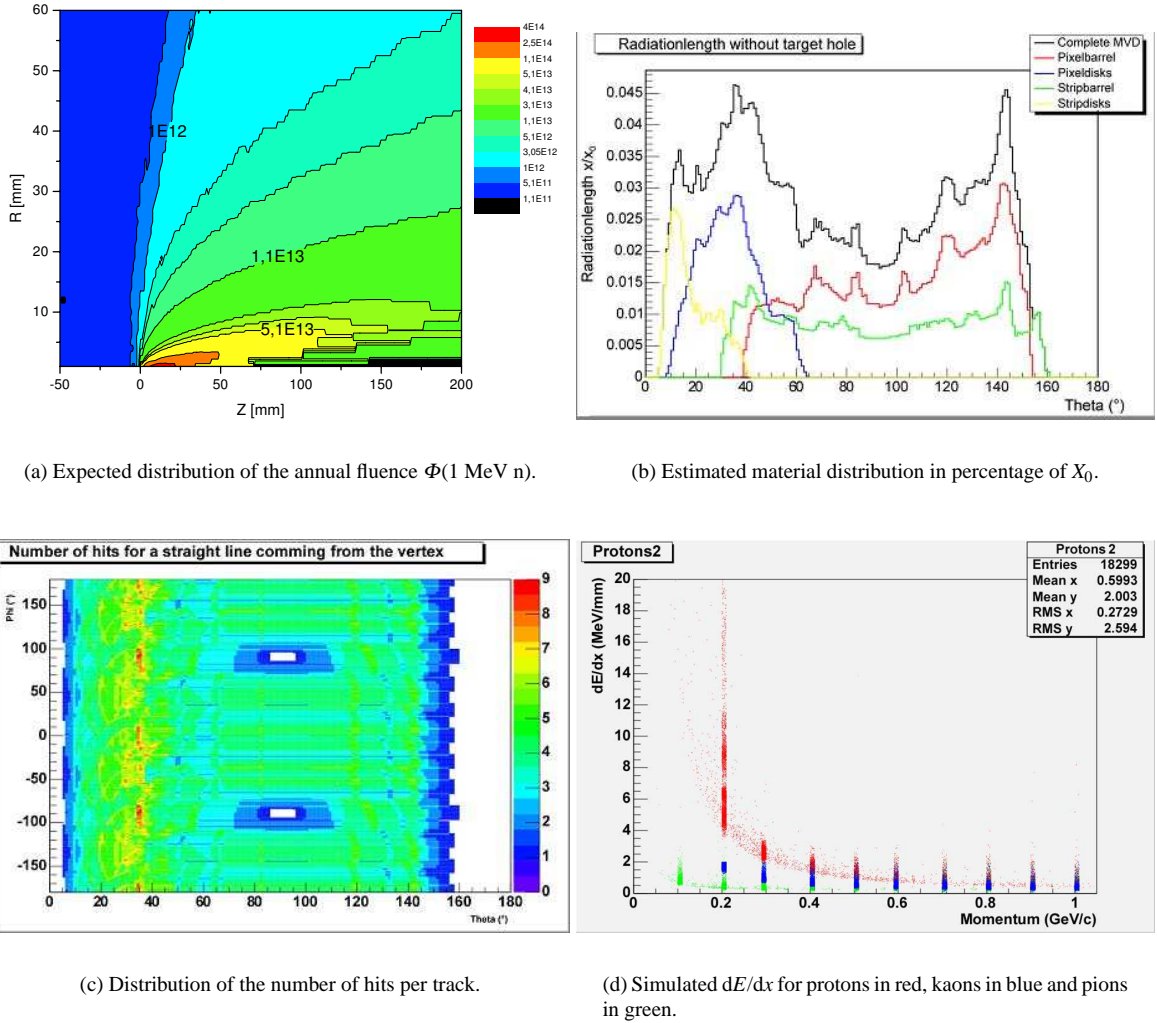 60
50
40
30
20
10
-50 0 50 100 150 200
R [mm]
Z [mm]
1E12
1,1E13
5,1E13
4E14
2,5E14
1,1E14
5,1E13
4,1E13
3,1E13
1,1E13
5,1E12
3,05E12
1E12
5,1E11
1,1E11
(a) Expected distribution of the annual fluence Φ(1 MeV n).
Radiationlength without target hole
Complete MVD
Pixelbarrel
Pixeldisks
Stripbarrel
Stripdisks
Radiationlength x/x0
0.045
0.04
0.035
0.03
0.025
0.02
0.015
0.01
0.005
0
0 20 40 60 80 100 120 140 160 180
Theta (°)
(b) Estimated material distribution in percentage of X0.
Number of hits for a straight line comming from the vertex
Phi (°)
150
100
50
0
-50
-100
-150
0 20 40 60 80 100 120 140 160 180
Theta (°)
9
8
7
6
5
4
3
2
1
0
(c) Distribution of the number of hits per track.
Protons2
Protons 2
Entries 18299
Mean x 0.5993
Mean y 2.003
RMS x 0.2729
RMS y 2.594
dE/dx (MeV/mm)
20
18
16
14
12
10
8
6
4
2
0
0 0.2 0.4 0.6 0.8 1
Momentum (GeV/c)
(d) Simulated dE/dx for protons in red, kaons in blue and pions
in green.